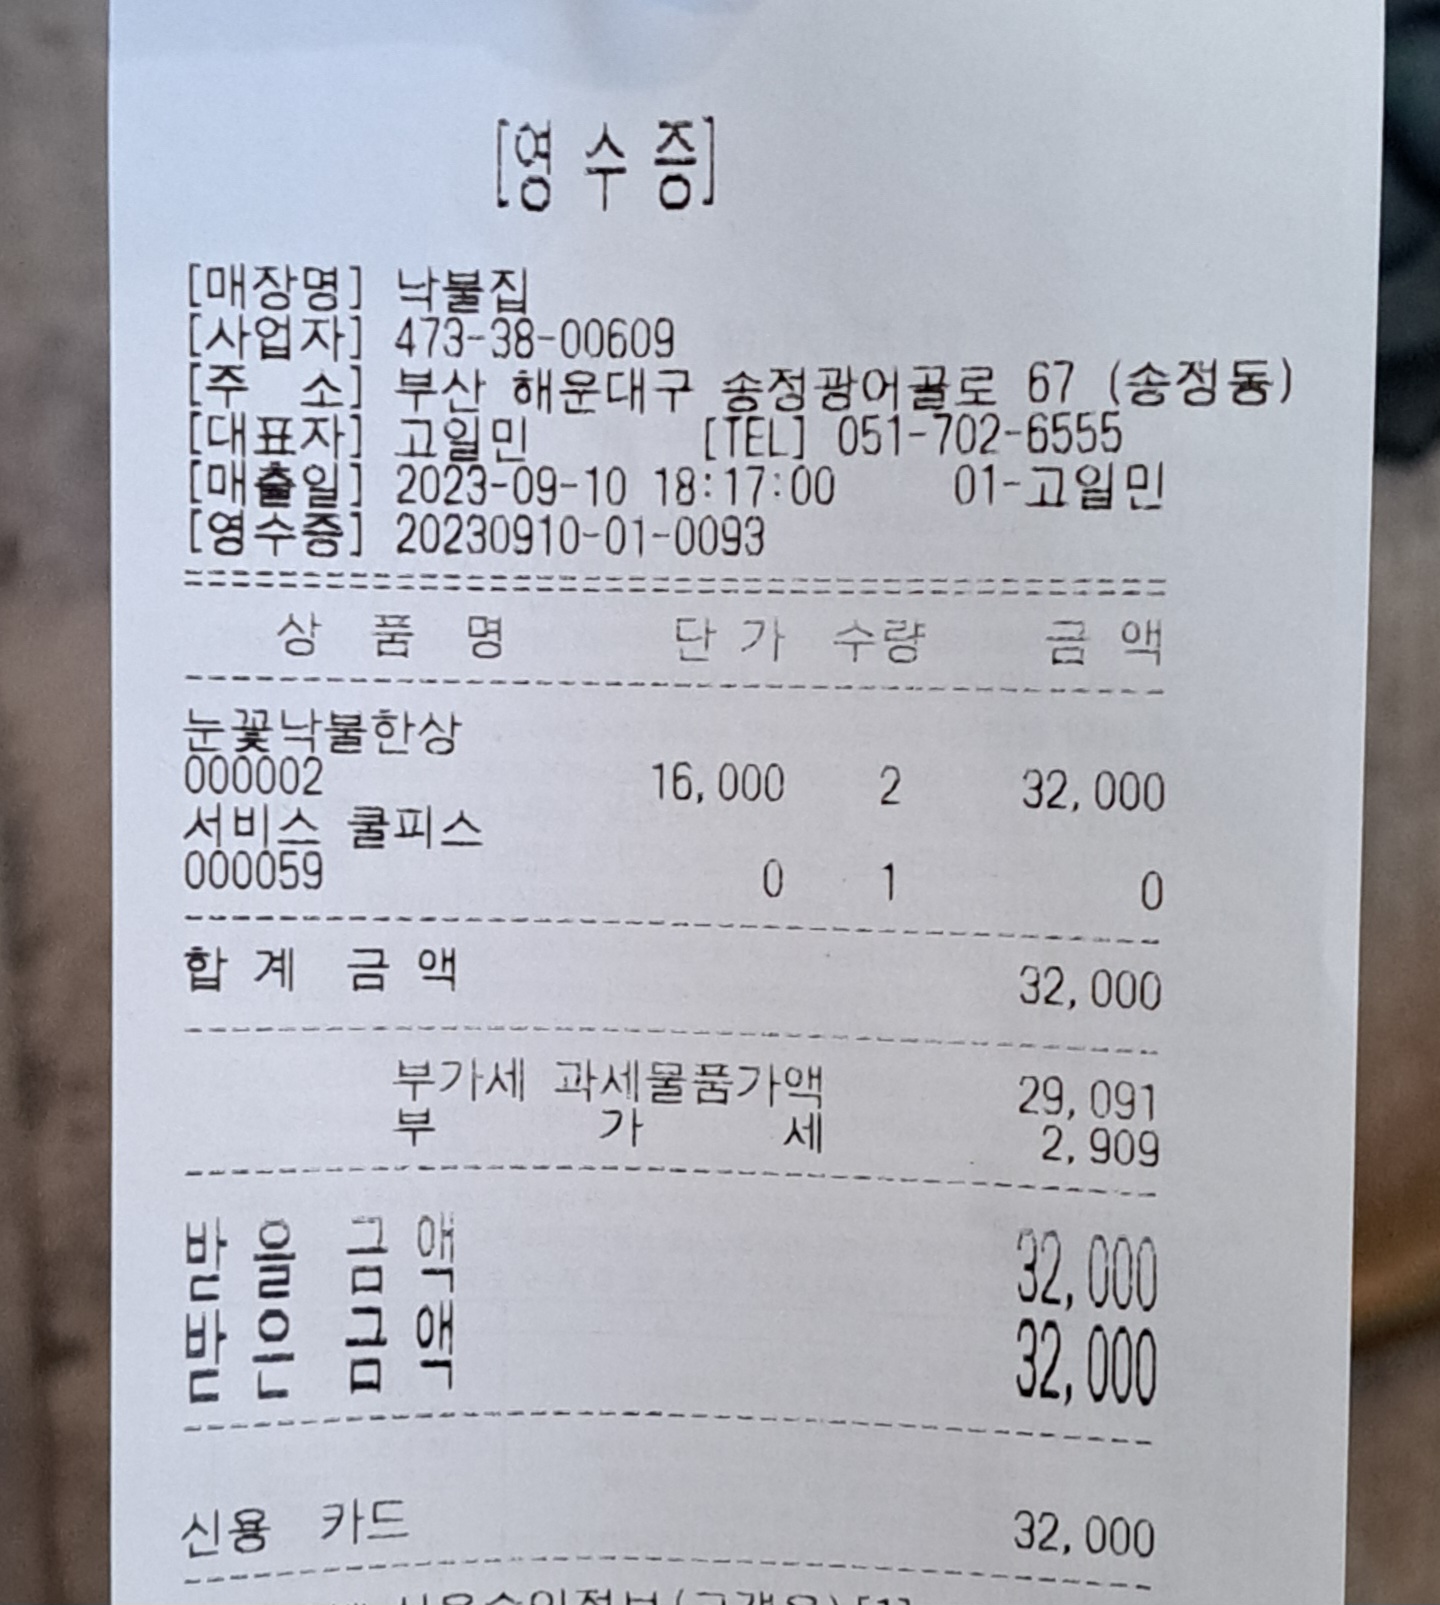 [영 수 증]
[매장명] 낙불집
[사업자] 473-38-00609
[주 소] 부산 해운대구 송정광어골로 67 (송정동)
[대표자] 고일민 [TEL] 051-702-6555
[매출일] 2023-09-10 18:17:00 01-고일민
[영수증] 20230910-01-0093
상 품 명 단 가 수량 금 액
눈꽃낙불한상
000002 16,000 2 32,000
서비스 쿨피스
000059 0 1 0
합 계 금 액 32,000
부가세 과세물품가액 29,091
부 가 세 2,909
받 을 금 액 32,000
받 은 금 액 32,000
신용 카드 32,000